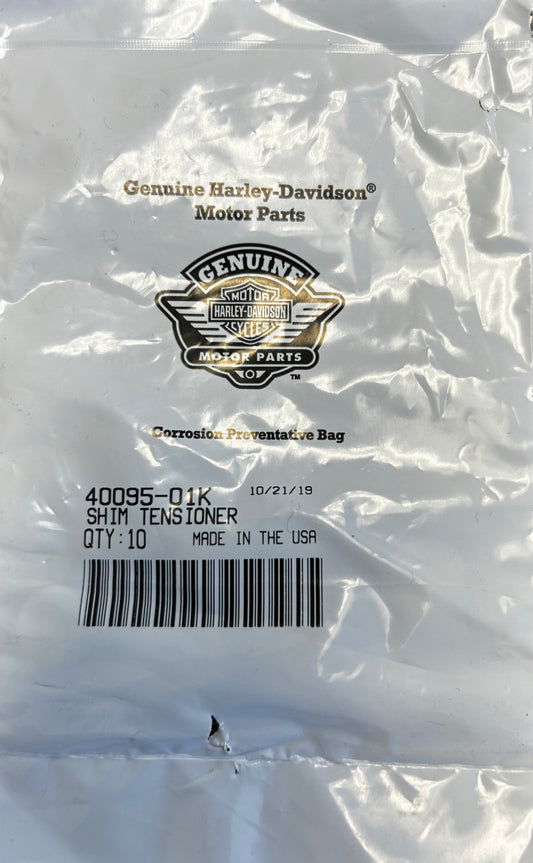 Genuine Harley-Davidson®
Motor Parts
GENUINE
MOTOR
HARLEY-DAVIDSON
CYCLES
MOTOR PARTS
TM
Corrosion Preventative Bag
40095-01K 10/21/19
SHIM TENSIONER
QTY:10 MADE IN THE USA